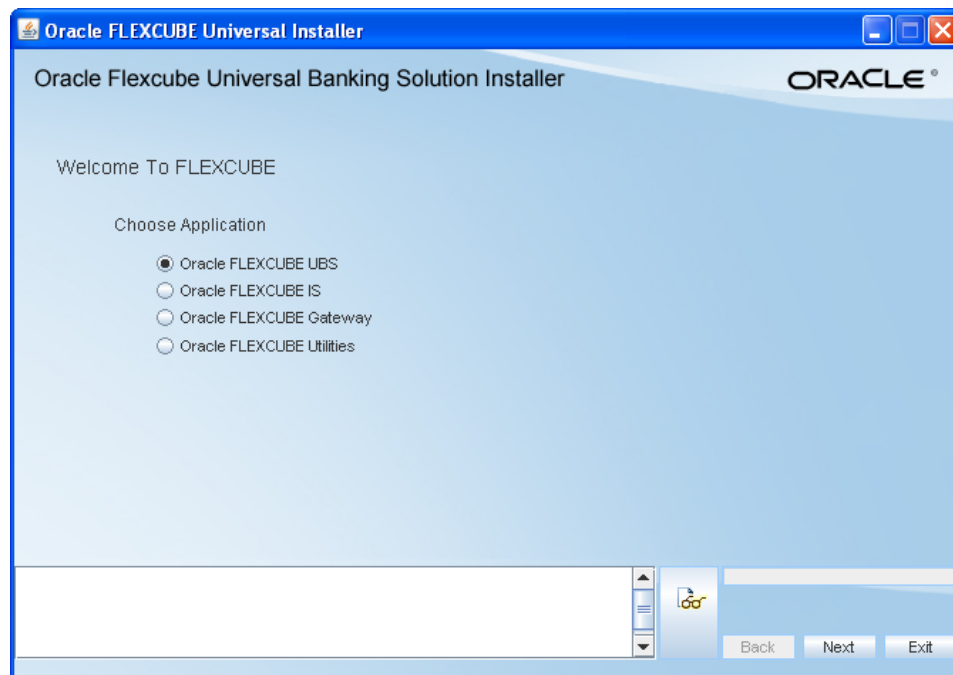 Oracle FLEXCUBE Universal Installer
Oracle Flexcube Universal Banking Solution Installer
ORACLE®
Welcome To FLEXCUBE
Choose Application
Oracle FLEXCUBE UBS
Oracle FLEXCUBE IS
Oracle FLEXCUBE Gateway
Oracle FLEXCUBE Utilities
Back Next Exit